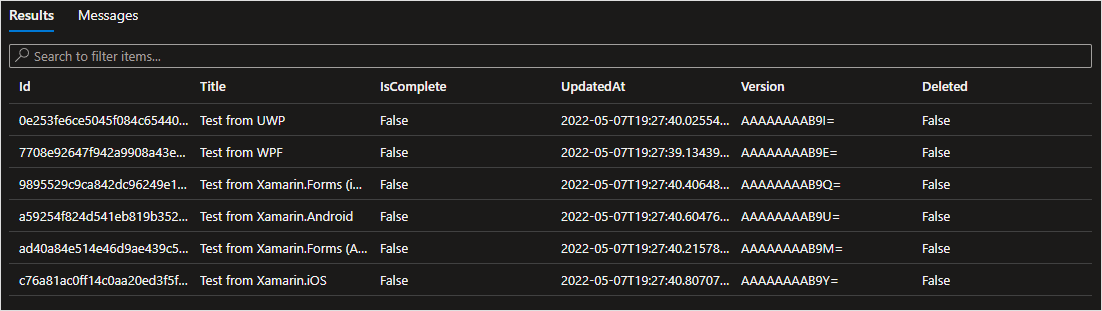 Results Messages
Search to filter items...
Id Title IsComplete UpdatedAt Version Deleted
0e253fe6ce5045f084c65440... Test from UWP False 2022-05-07T19:27:40.02554... AAAAAAAAB9I= False
7708e92647f942a9908a43e... Test from WPF False 2022-05-07T19:27:39.13439... AAAAAAAAB9E= False
9895529c9ca842dc96249e1... Test from Xamarin.Forms (i... False 2022-05-07T19:27:40.40648... AAAAAAAAB9Q= False
a59254f824d541eb819b352... Test from Xamarin.Android False 2022-05-07T19:27:40.60476... AAAAAAAAB9U= False
ad40a84e514e46d9ae439c5... Test from Xamarin.Forms (A... False 2022-05-07T19:27:40.21578... AAAAAAAAB9M= False
c76a81ac0ff14c0aa20ed3f5f... Test from Xamarin.iOS False 2022-05-07T19:27:40.80707... AAAAAAAAB9Y= False